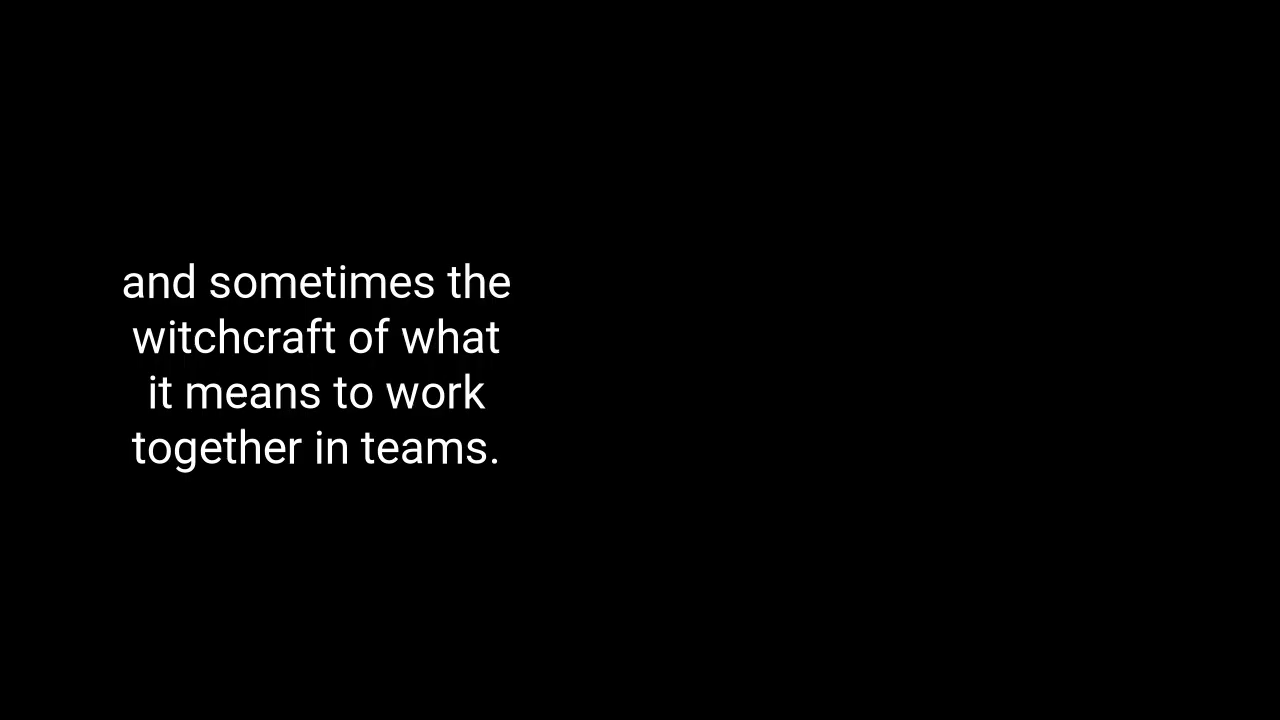 and sometimes the
witchcraft of what
it means to work
together in teams.